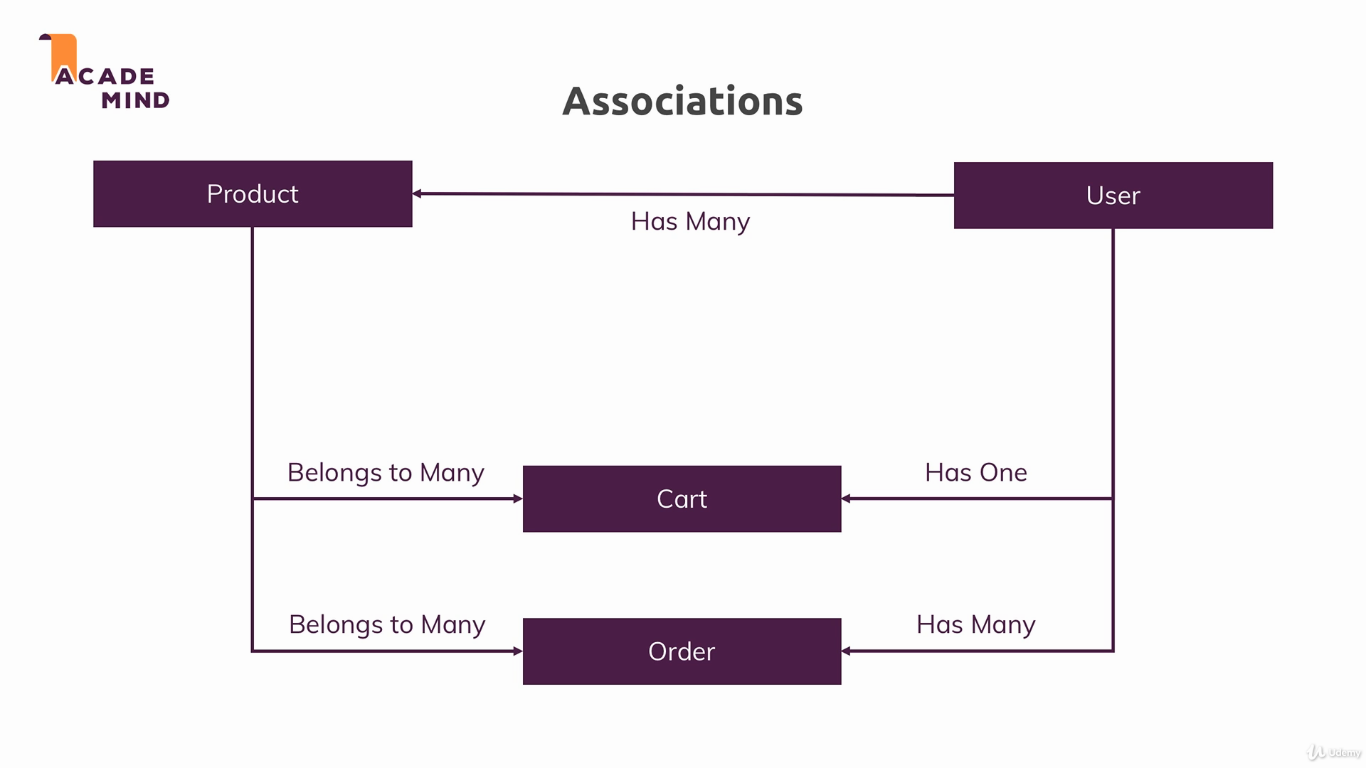 ACADE
MIND
Associations
Product
User
Has Many
Belongs to Many
Cart
Has One
Belongs to Many
Order
Has Many
Udemy